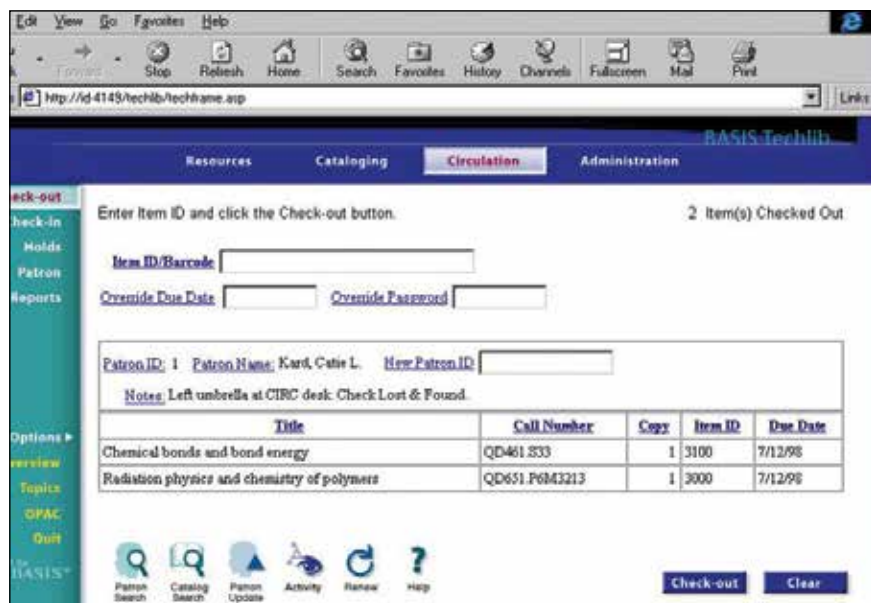 Edit View Go Favorites Help
Stop Refresh Home Search Favorites History Channels Fullscreen Mail Print
http://id-4149/techlib/techframe.asp Links
BASIS Techlib
Resources Cataloging Circulation Administration
eck-out
heck-in
Holds
Patron
Reports
Enter Item ID and click the Check-out button. 2 Item(s) Checked Out
Item ID/Barcode
Override Due Date Override Password
Patron ID: 1 Patron Name: Kard, Catie L. New Patron ID
Notes: Left umbrella at CIRC desk. Check Lost & Found.
Title Call Number Copy Item ID Due Date
Chemical bonds and bond energy QD461.S33 1 3100 7/12/98
Radiation physics and chemistry of polymers QD651.P6M3213 1 3000 7/12/98
Options
erview
Topics
OPAC
Quit
BASIS
Patron Search Catalog Search Patron Update Activity Renew Help
Check-out Clear